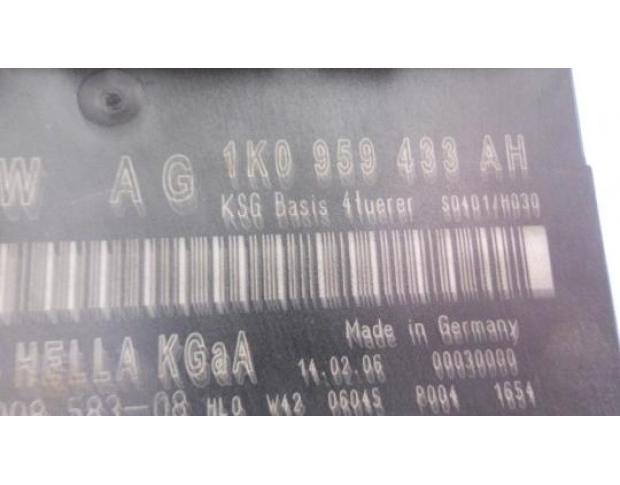 W AG 1K0 959 433 AH
KSG Basis 4tuerer S0401/H030
Made in Germany
HELLA KGaA 14.02.06 00030000
008 583-08 HLO W42 06045 P004 1654